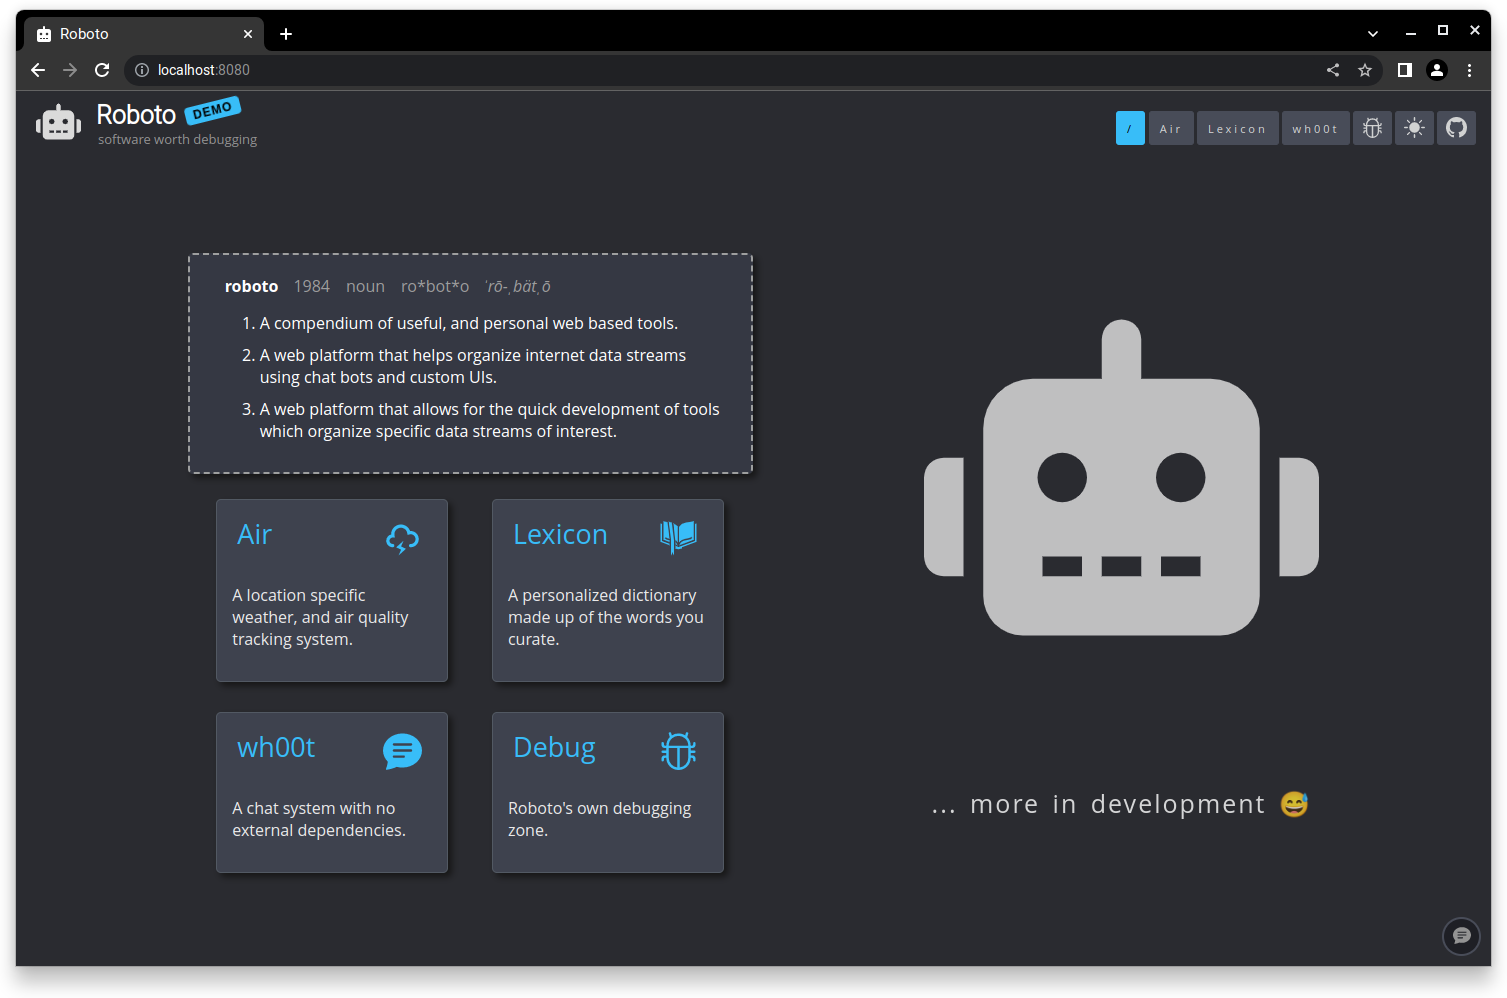 Roboto
localhost:8080
Roboto DEMO
software worth debugging
/ Air Lexicon wh00t
roboto 1984 noun ro*bot*o ˈrō-ˌbätˌō
1. A compendium of useful, and personal web based tools.
2. A web platform that helps organize internet data streams
using chat bots and custom UIs.
3. A web platform that allows for the quick development of tools
which organize specific data streams of interest.
Air
A location specific
weather, and air quality
tracking system.
Lexicon
A personalized dictionary
made up of the words you
curate.
wh00t
A chat system with no
external dependencies.
Debug
Roboto's own debugging
zone.
... more in development 😅